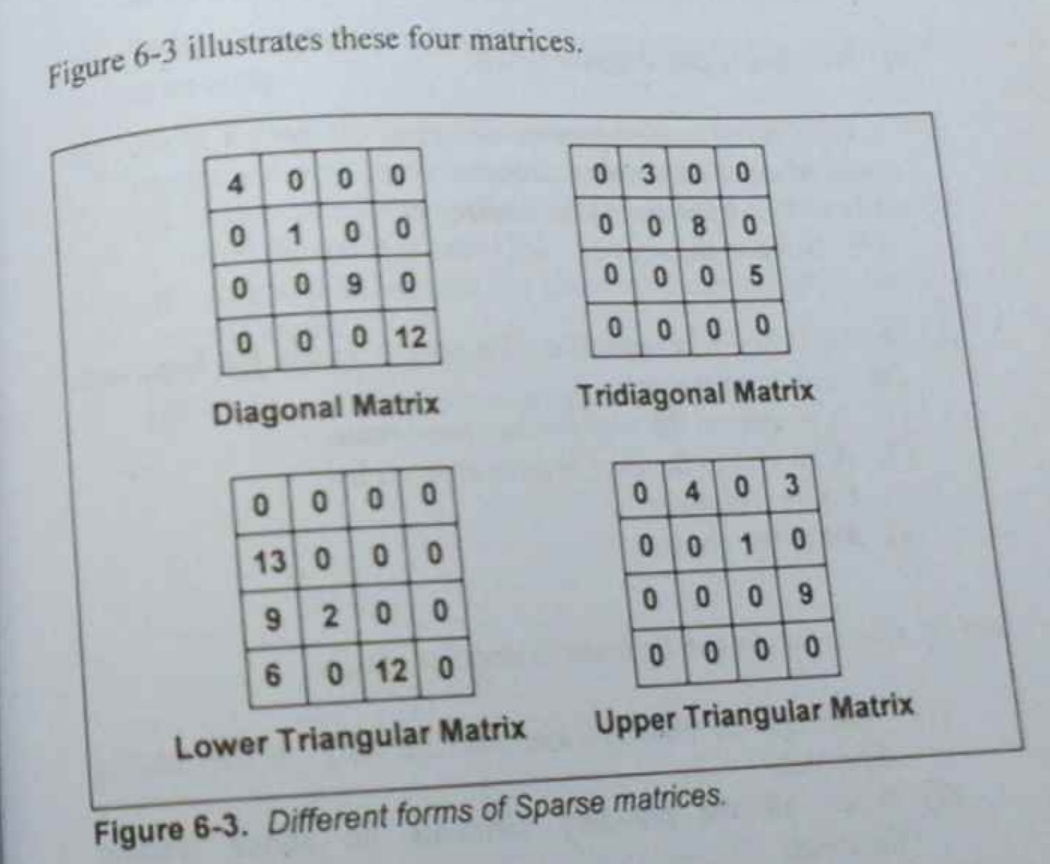 Figure 6-3 illustrates these four matrices.
4 0 0 0
0 1 0 0
0 0 9 0
0 0 0 12
Diagonal Matrix
0 3 0 0
0 0 8 0
0 0 0 5
0 0 0 0
Tridiagonal Matrix
0 0 0 0
13 0 0 0
9 2 0 0
6 0 12 0
Lower Triangular Matrix
0 4 0 3
0 0 1 0
0 0 0 9
0 0 0 0
Upper Triangular Matrix
Figure 6-3. Different forms of Sparse matrices.